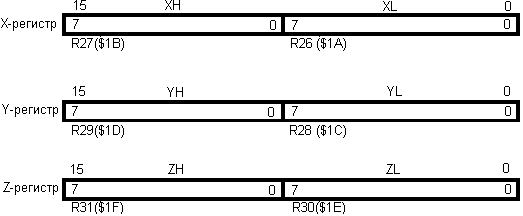 15 XH XL 0
X-регистр 7 0 7 0
R27($1B) R26 ($1A)
15 YH YL 0
Y-регистр 7 0 7 0
R29($1D) R28 ($1C)
15 ZH ZL 0
Z-регистр 7 0 7 0
R31($1F) R30($1E)